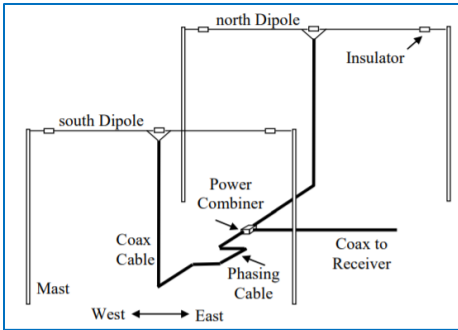 north Dipole
Insulator
south Dipole
Power
Combiner
Coax
Cable
Coax to
Receiver
Phasing
Cable
Mast
West
East